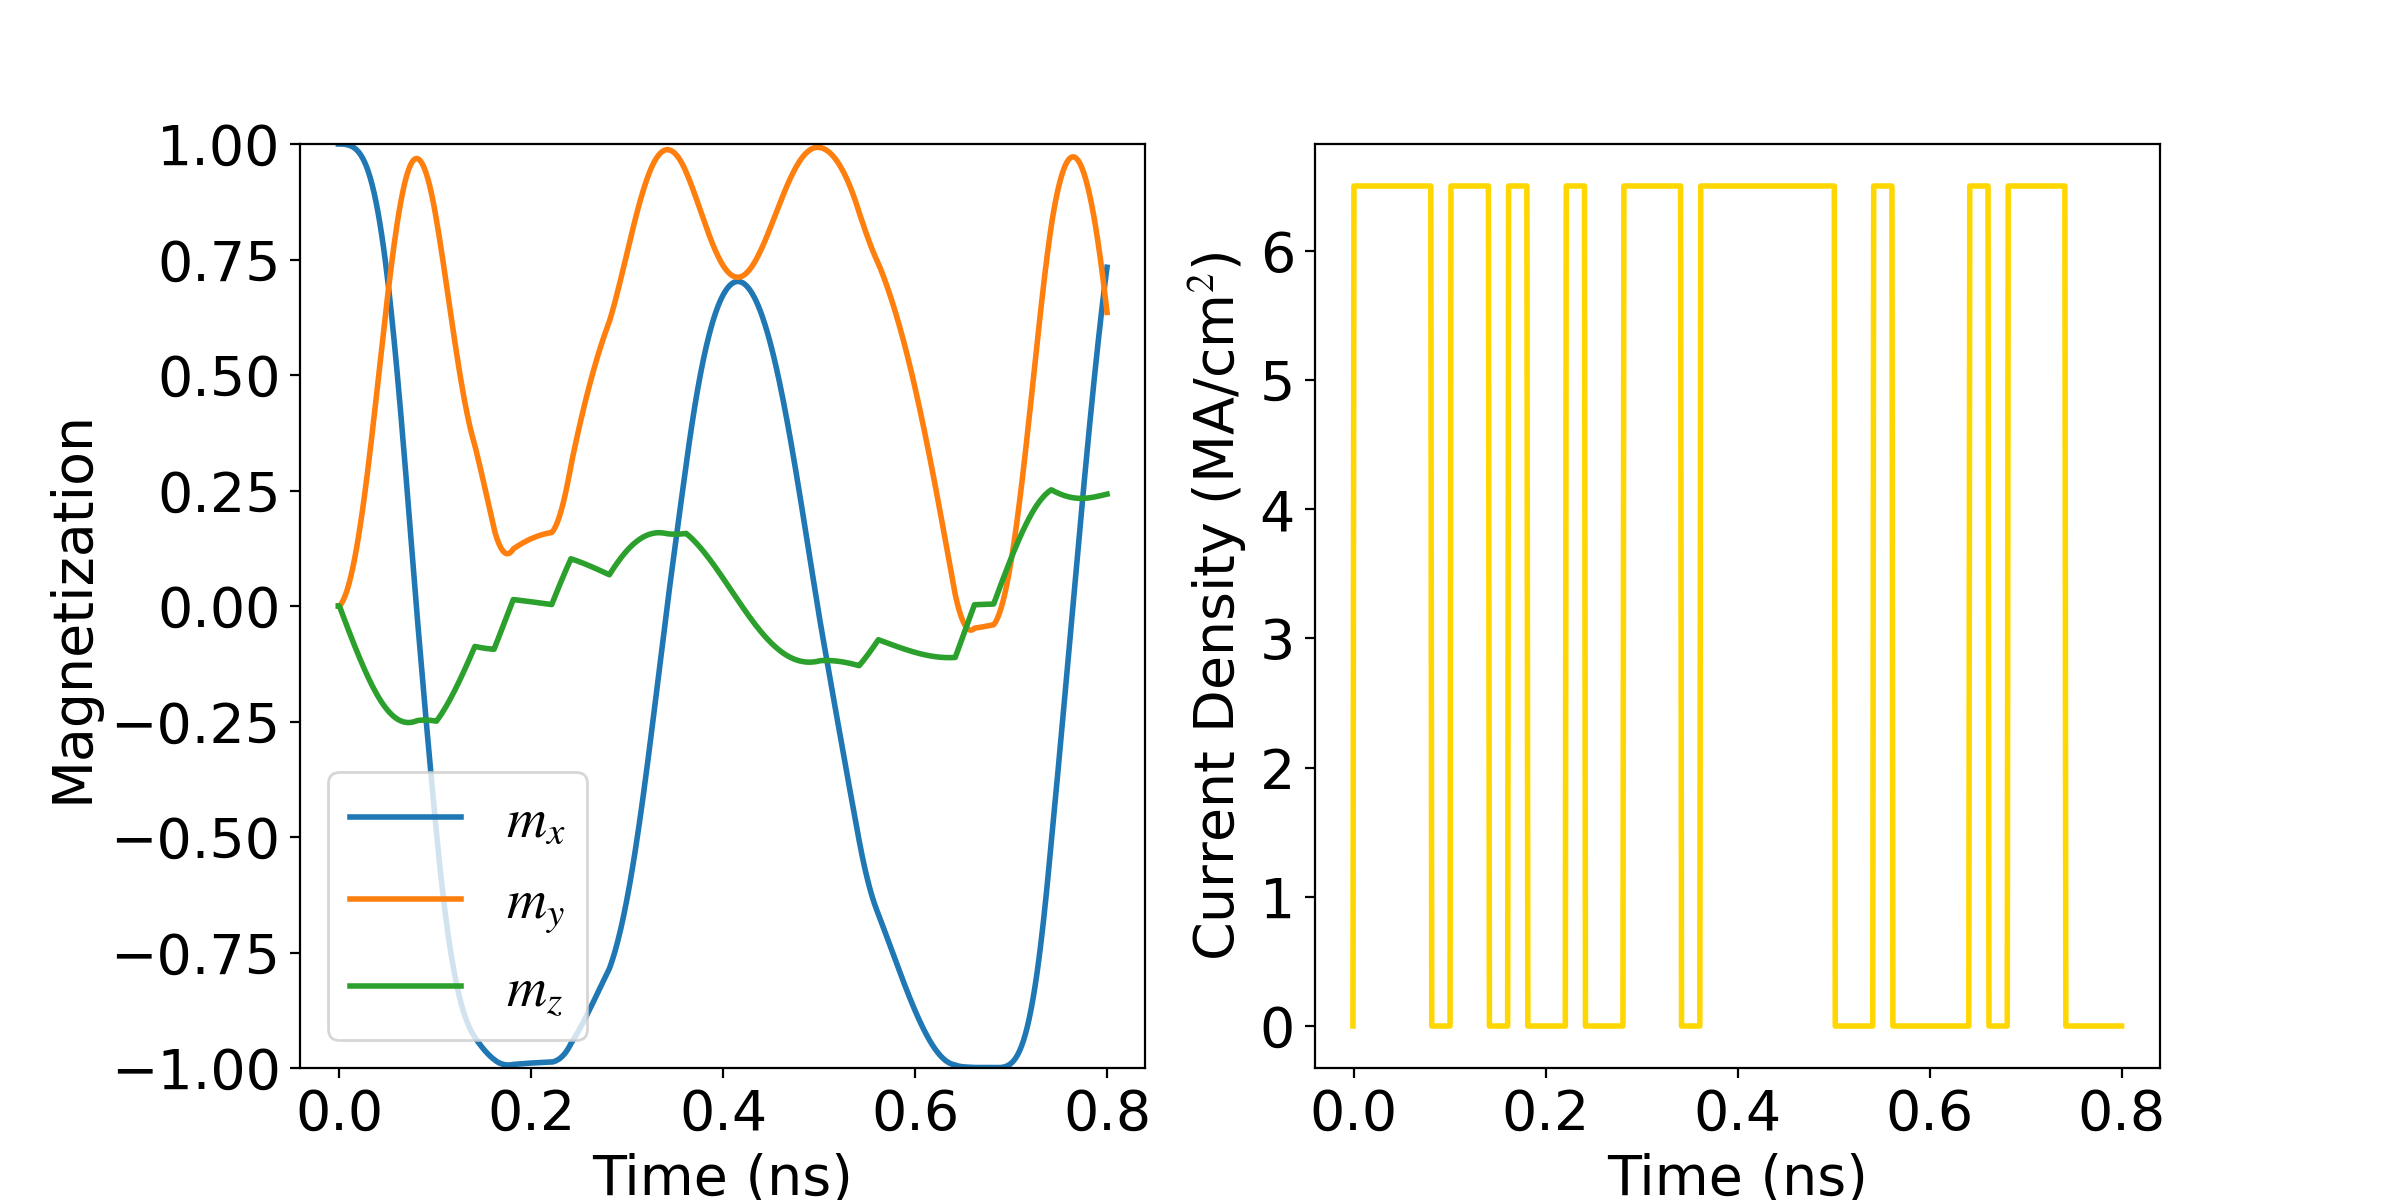 Magnetization
1.00
0.75
0.50
0.25
0.00
−0.25
−0.50
−0.75
−1.00
m_x
m_y
m_z
0.0 0.2 0.4 0.6 0.8
Time (ns)
Current Density (MA/cm²)
6
5
4
3
2
1
0
0.0 0.2 0.4 0.6 0.8
Time (ns)